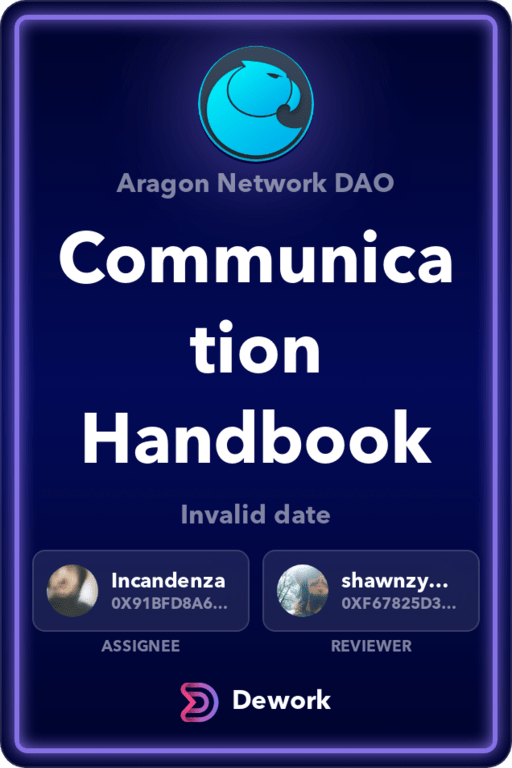 Aragon Network DAO
Communica
tion
Handbook
Invalid date
Incandenza
0X91BFD8A6...
ASSIGNEE
shawnzy...
0XF67825D3...
REVIEWER
Dework